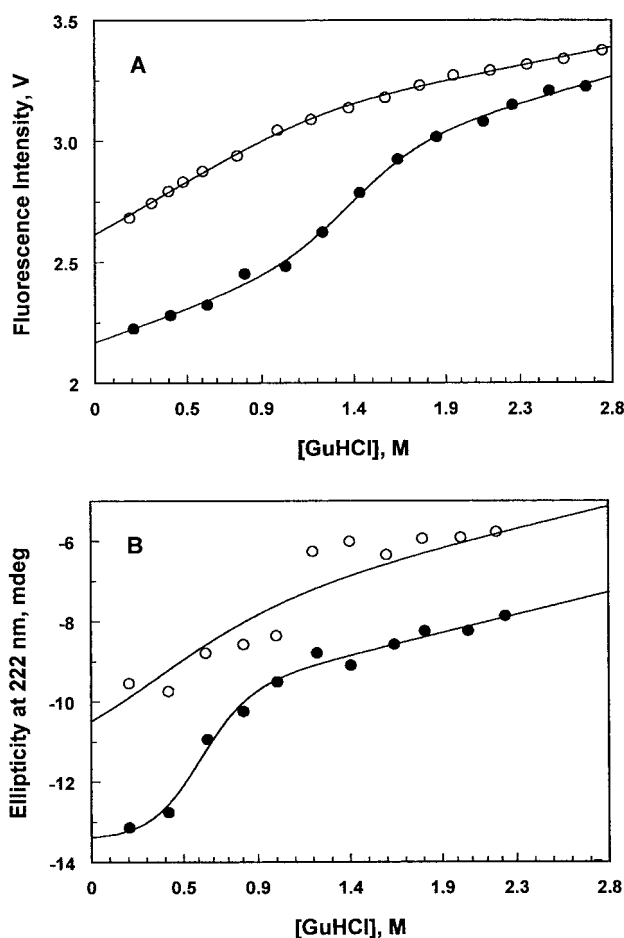 3.5
A
3.0
2.5
2
Fluorescence Intensity, V
0 0.5 0.9 1.4 1.9 2.3 2.8
[GuHCl], M
B
-6
-8
-10
-12
-14
Ellipticity at 222 nm, mdeg
0 0.5 0.9 1.4 1.9 2.3 2.8
[GuHCl], M